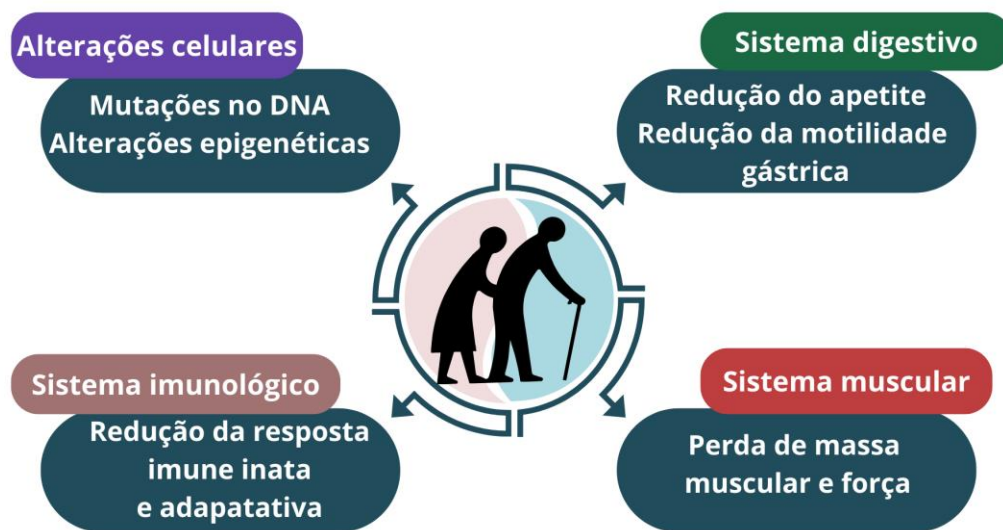 Alterações celulares
Mutações no DNA
Alterações epigenéticas
Sistema digestivo
Redução do apetite
Redução da motilidade
gástrica
Sistema imunológico
Redução da resposta
imune inata
e adapatativa
Sistema muscular
Perda de massa
muscular e força